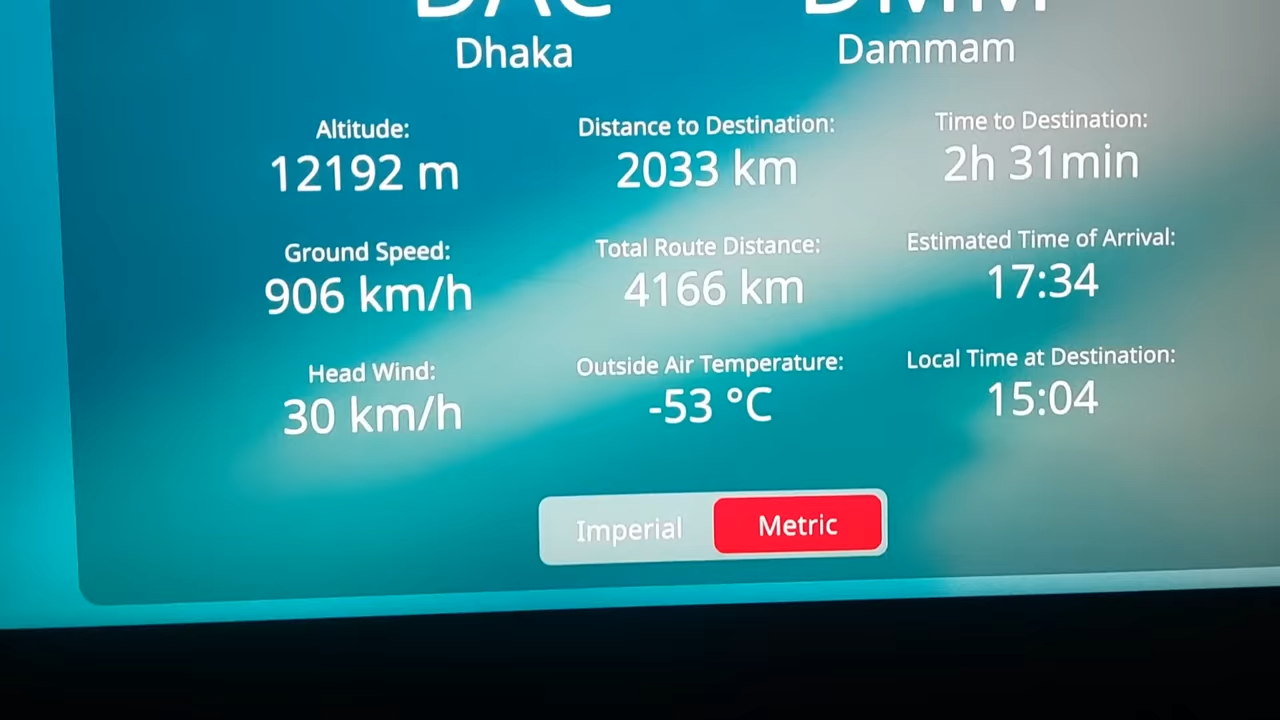 DAC DMM
Dhaka Dammam
Altitude: Distance to Destination: Time to Destination:
12192 m 2033 km 2h 31min
Ground Speed: Total Route Distance: Estimated Time of Arrival:
906 km/h 4166 km 17:34
Head Wind: Outside Air Temperature: Local Time at Destination:
30 km/h -53 °C 15:04
Imperial Metric